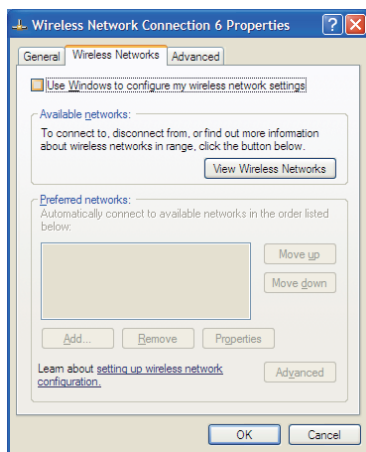 Wireless Network Connection 6 Properties
General Wireless Networks Advanced
Use Windows to configure my wireless network settings
Available networks:
To connect to, disconnect from, or find out more information
about wireless networks in range, click the button below.
View Wireless Networks
Preferred networks:
Automatically connect to available networks in the order listed
below:
Move up
Move down
Add... Remove Properties
Learn about setting up wireless network
configuration.
Advanced
OK Cancel